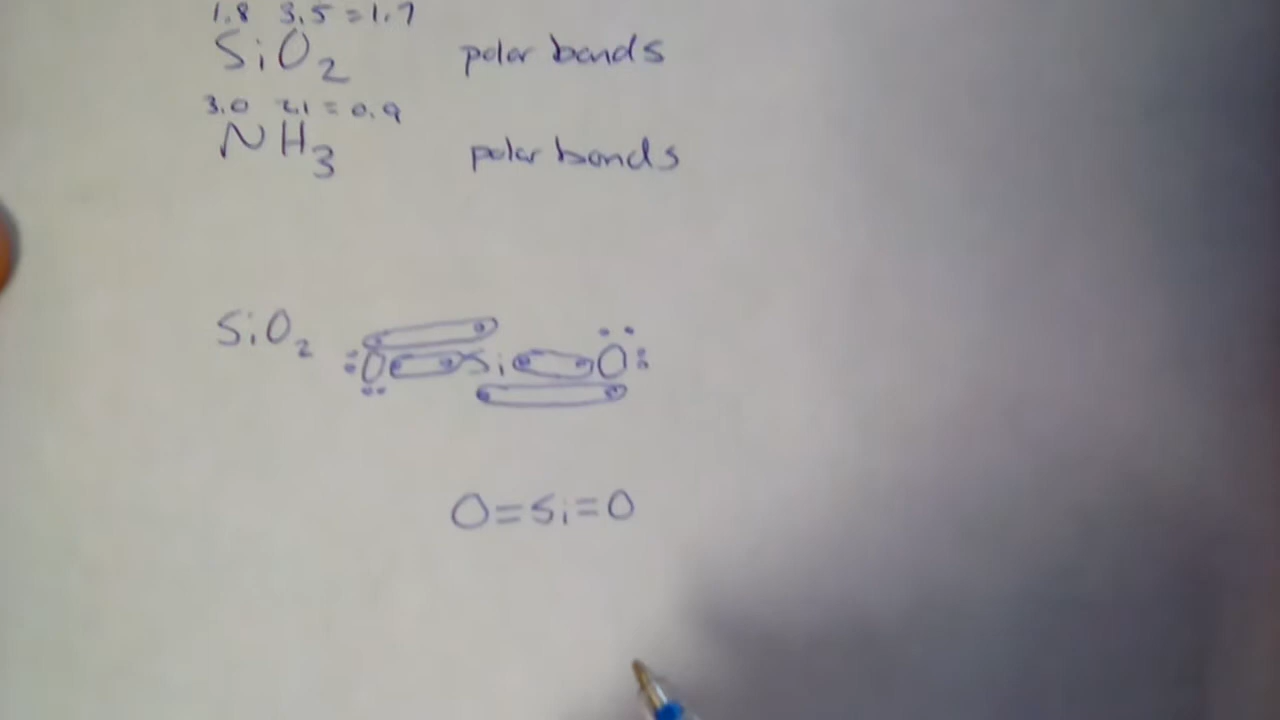 1.8 3.5 = 1.7
SiO2 polar bonds
3.0 2.1 = 0.9
NH3 polar bonds
SiO2 :O Si O:
O=Si=O